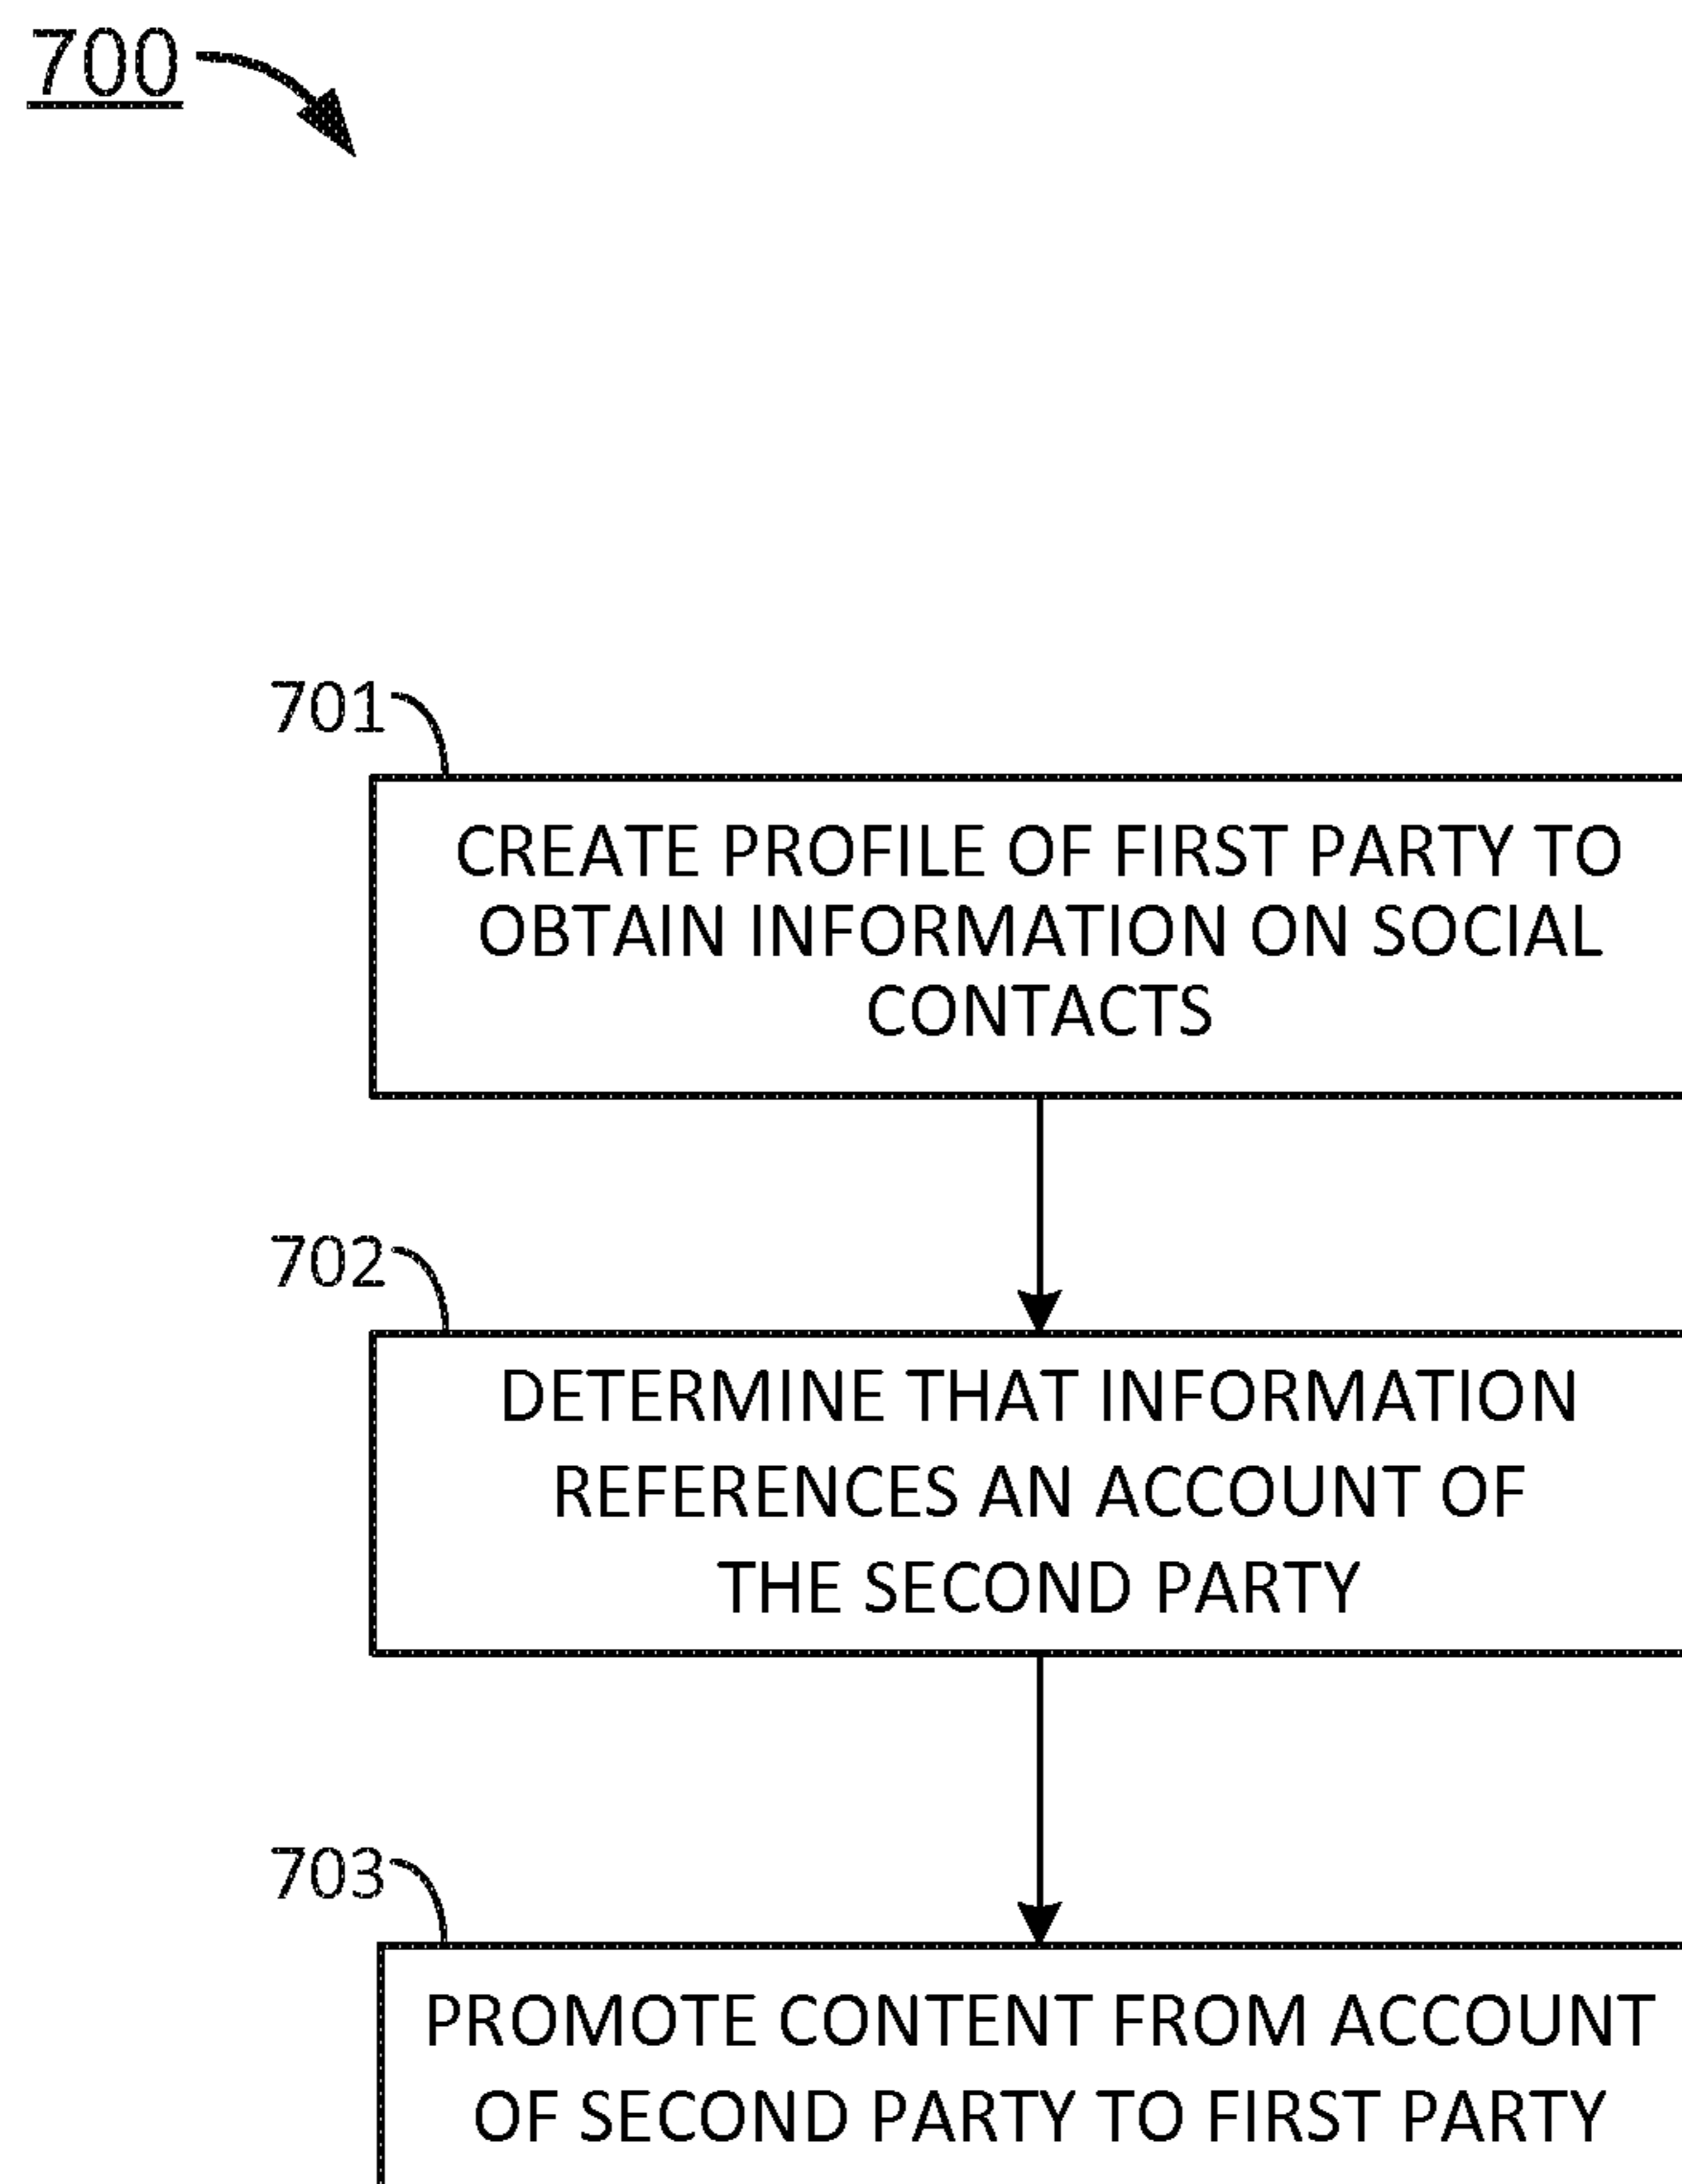 700
701
CREATE PROFILE OF FIRST PARTY TO
OBTAIN INFORMATION ON SOCIAL
CONTACTS
702
DETERMINE THAT INFORMATION
REFERENCES AN ACCOUNT OF
THE SECOND PARTY
703
PROMOTE CONTENT FROM ACCOUNT
OF SECOND PARTY TO FIRST PARTY